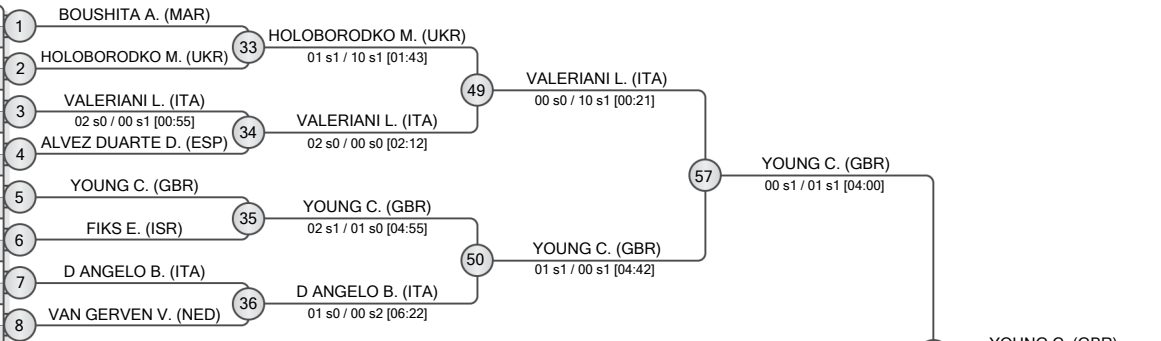 1
BOUSHITA A. (MAR)
2
HOLOBORODKO M. (UKR)
33
HOLOBORODKO M. (UKR)
01 s1 / 10 s1 [01:43]
3
VALERIANI L. (ITA)
02 s0 / 00 s1 [00:55]
4
ALVEZ DUARTE D. (ESP)
34
VALERIANI L. (ITA)
02 s0 / 00 s0 [02:12]
49
VALERIANI L. (ITA)
00 s0 / 10 s1 [00:21]
5
YOUNG C. (GBR)
6
FIKS E. (ISR)
35
YOUNG C. (GBR)
02 s1 / 01 s0 [04:55]
7
D ANGELO B. (ITA)
8
VAN GERVEN V. (NED)
36
D ANGELO B. (ITA)
01 s0 / 00 s2 [06:22]
50
YOUNG C. (GBR)
01 s1 / 00 s1 [04:42]
57
YOUNG C. (GBR)
00 s1 / 01 s1 [04:00]
YOUNG C. (GBR)